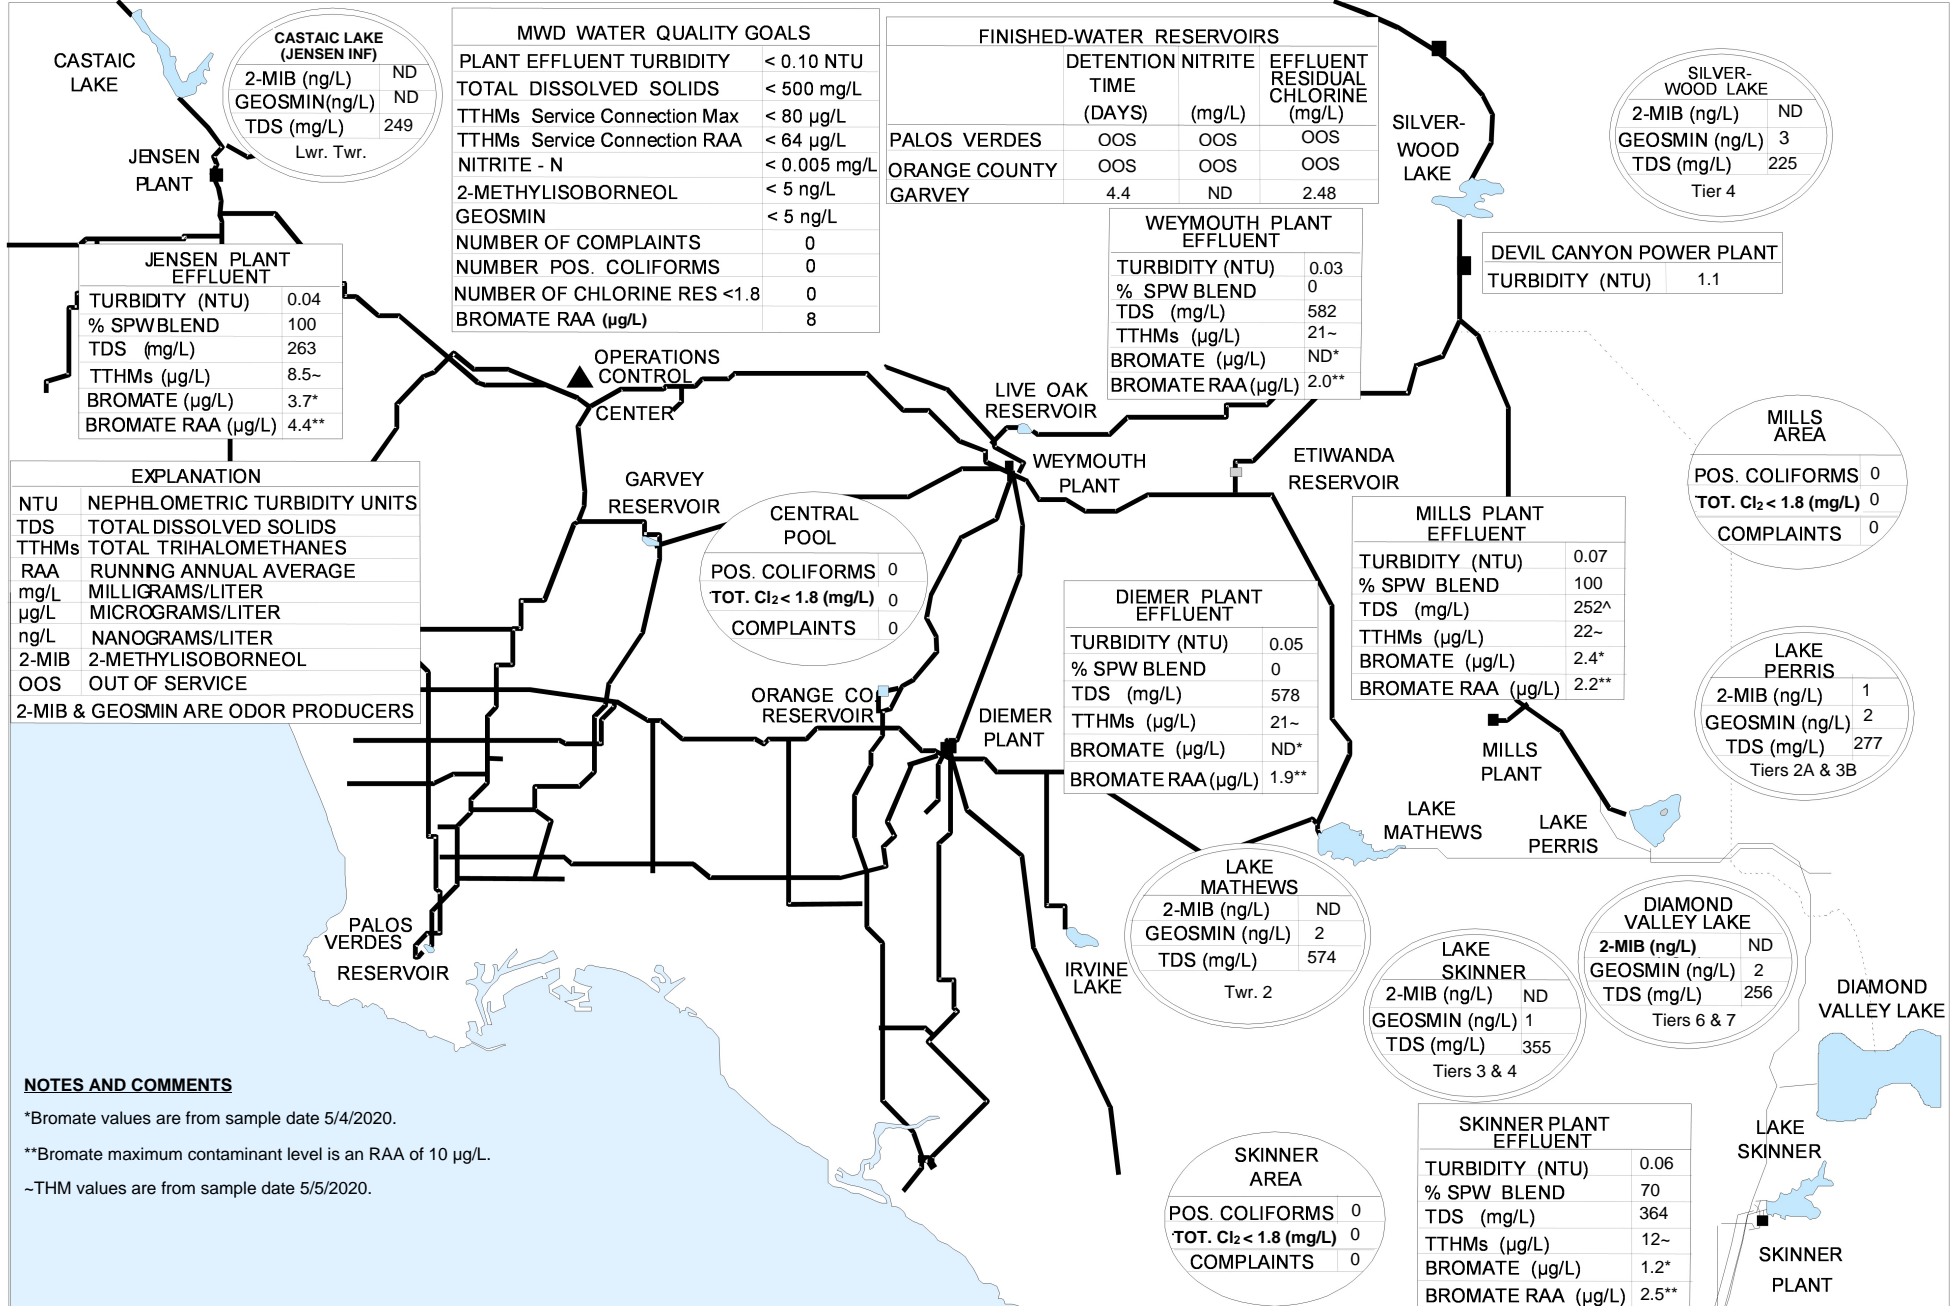 CASTAIC
LAKE
CASTAIC LAKE
(JENSEN INF)
2-MIB (ng/L) ND
GEOSMIN(ng/L) ND
TDS (mg/L) 249
Lwr. Twr.
JENSEN
PLANT
MWD WATER QUALITY GOALS
PLANT EFFLUENT TURBIDITY < 0.10 NTU
TOTAL DISSOLVED SOLIDS < 500 mg/L
TTHMs Service Connection Max < 80 µg/L
TTHMs Service Connection RAA < 64 µg/L
NITRITE - N < 0.005 mg/L
2-METHYLISOBORNEOL < 5 ng/L
GEOSMIN < 5 ng/L
NUMBER OF COMPLAINTS 0
NUMBER POS. COLIFORMS 0
NUMBER OF CHLORINE RES <1.8 0
BROMATE RAA (µg/L) 8
FINISHED-WATER RESERVOIRS
DETENTION TIME (DAYS) NITRITE (mg/L) EFFLUENT RESIDUAL CHLORINE (mg/L)
PALOS VERDES OOS OOS OOS
ORANGE COUNTY OOS OOS OOS
GARVEY 4.4 ND 2.48
SILVER-
WOOD
LAKE
SILVER-
WOOD LAKE
2-MIB (ng/L) ND
GEOSMIN (ng/L) 3
TDS (mg/L) 225
Tier 4
DEVIL CANYON POWER PLANT
TURBIDITY (NTU) 1.1
WEYMOUTH PLANT
EFFLUENT
TURBIDITY (NTU) 0.03
% SPW BLEND 0
TDS (mg/L) 582
TTHMs (µg/L) 21~
BROMATE (µg/L) ND*
BROMATE RAA (µg/L) 2.0**
JENSEN PLANT
EFFLUENT
TURBIDITY (NTU) 0.04
% SPW BLEND 100
TDS (mg/L) 263
TTHMs (µg/L) 8.5~
BROMATE (µg/L) 3.7*
BROMATE RAA (µg/L) 4.4**
OPERATIONS
CONTROL
CENTER
LIVE OAK
RESERVOIR
WEYMOUTH
PLANT
ETIWANDA
RESERVOIR
GARVEY
RESERVOIR
EXPLANATION
NTU NEPHELOMETRIC TURBIDITY UNITS
TDS TOTAL DISSOLVED SOLIDS
TTHMs TOTAL TRIHALOMETHANES
RAA RUNNING ANNUAL AVERAGE
mg/L MILLIGRAMS/LITER
µg/L MICROGRAMS/LITER
ng/L NANOGRAMS/LITER
2-MIB 2-METHYLISOBORNEOL
OOS OUT OF SERVICE
2-MIB & GEOSMIN ARE ODOR PRODUCERS
CENTRAL
POOL
POS. COLIFORMS 0
TOT. Cl2 < 1.8 (mg/L) 0
COMPLAINTS 0
MILLS
AREA
POS. COLIFORMS 0
TOT. Cl2 < 1.8 (mg/L) 0
COMPLAINTS 0
MILLS PLANT
EFFLUENT
TURBIDITY (NTU) 0.07
% SPW BLEND 100
TDS (mg/L) 252^
TTHMs (µg/L) 22~
BROMATE (µg/L) 2.4*
BROMATE RAA (µg/L) 2.2**
DIEMER PLANT
EFFLUENT
TURBIDITY (NTU) 0.05
% SPW BLEND 0
TDS (mg/L) 578
TTHMs (µg/L) 21~
BROMATE (µg/L) ND*
BROMATE RAA (µg/L) 1.9**
LAKE
PERRIS
2-MIB (ng/L) 1
GEOSMIN (ng/L) 2
TDS (mg/L) 277
Tiers 2A & 3B
ORANGE CO
RESERVOIR
DIEMER
PLANT
MILLS
PLANT
LAKE
MATHEWS
LAKE
PERRIS
LAKE
MATHEWS
2-MIB (ng/L) ND
GEOSMIN (ng/L) 2
TDS (mg/L) 574
Twr. 2
DIAMOND
VALLEY LAKE
2-MIB (ng/L) ND
GEOSMIN (ng/L) 2
TDS (mg/L) 256
Tiers 6 & 7
LAKE
SKINNER
2-MIB (ng/L) ND
GEOSMIN (ng/L) 1
TDS (mg/L) 355
Tiers 3 & 4
PALOS
VERDES
RESERVOIR
IRVINE
LAKE
DIAMOND
VALLEY LAKE
NOTES AND COMMENTS
*Bromate values are from sample date 5/4/2020.
**Bromate maximum contaminant level is an RAA of 10 µg/L.
~THM values are from sample date 5/5/2020.
SKINNER
AREA
POS. COLIFORMS 0
TOT. Cl2 < 1.8 (mg/L) 0
COMPLAINTS 0
SKINNER PLANT
EFFLUENT
TURBIDITY (NTU) 0.06
% SPW BLEND 70
TDS (mg/L) 364
TTHMs (µg/L) 12~
BROMATE (µg/L) 1.2*
BROMATE RAA (µg/L) 2.5**
LAKE
SKINNER
SKINNER
PLANT